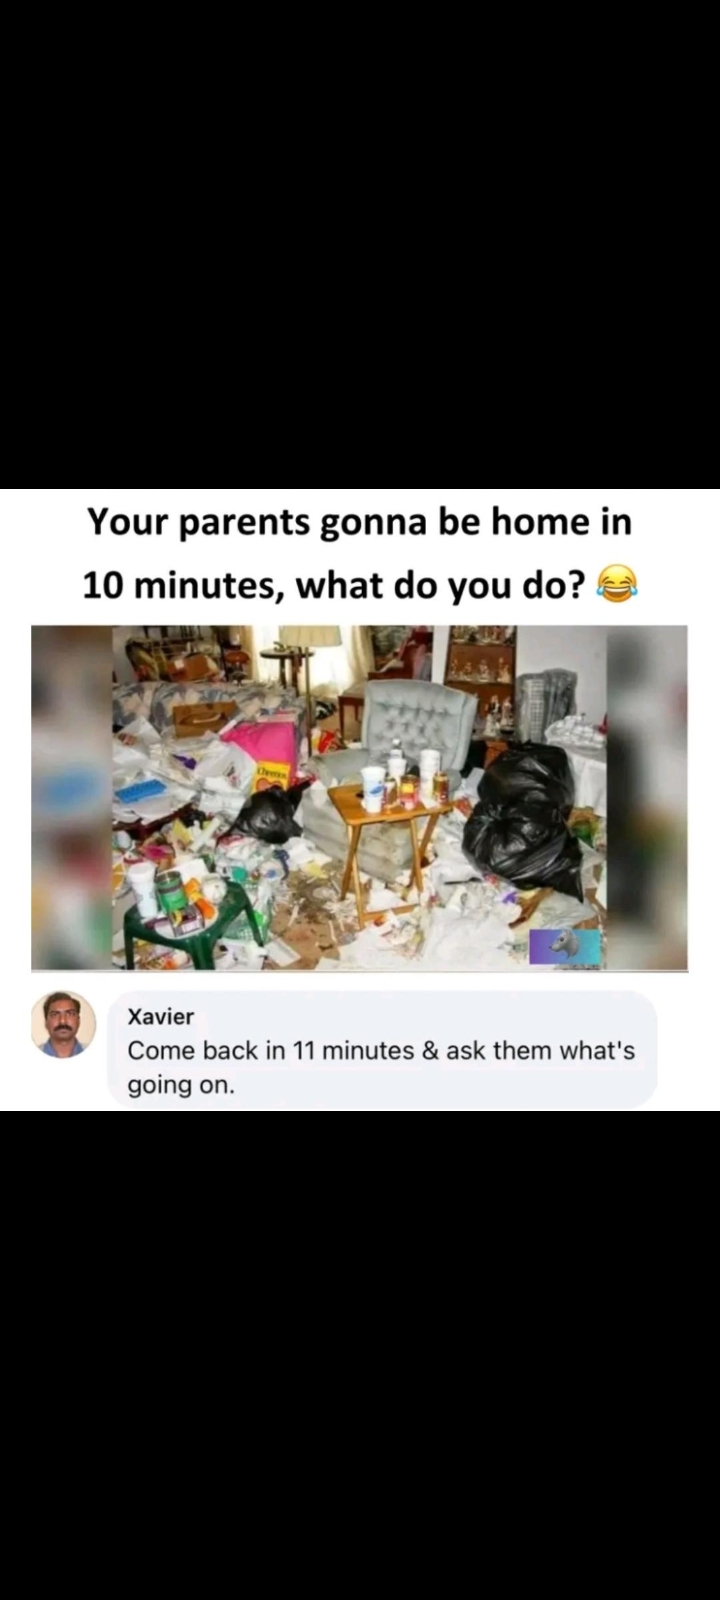 Your parents gonna be home in
10 minutes, what do you do? 😂
Cheerios
Xavier
Come back in 11 minutes & ask them what's
going on.